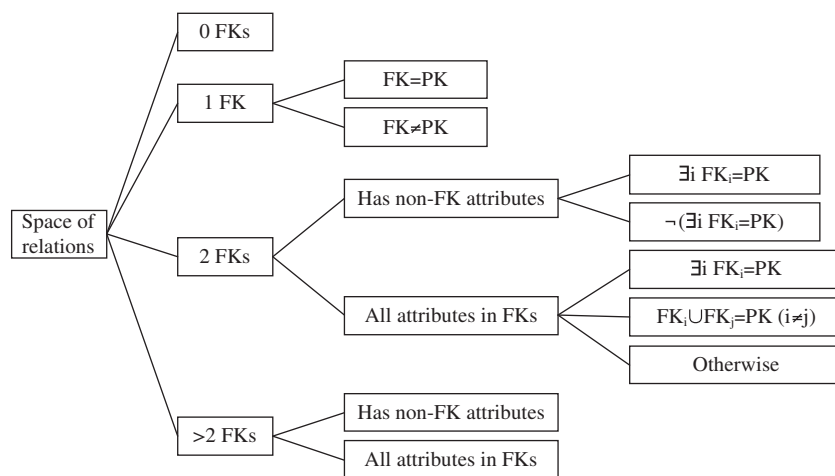 0 FKs
1 FK
FK=PK
FK≠PK
Space of
relations
2 FKs
Has non-FK attributes
∃i FKᵢ=PK
¬(∃i FKᵢ=PK)
All attributes in FKs
∃i FKᵢ=PK
FKᵢ∪FKⱼ=PK (i≠j)
Otherwise
>2 FKs
Has non-FK attributes
All attributes in FKs